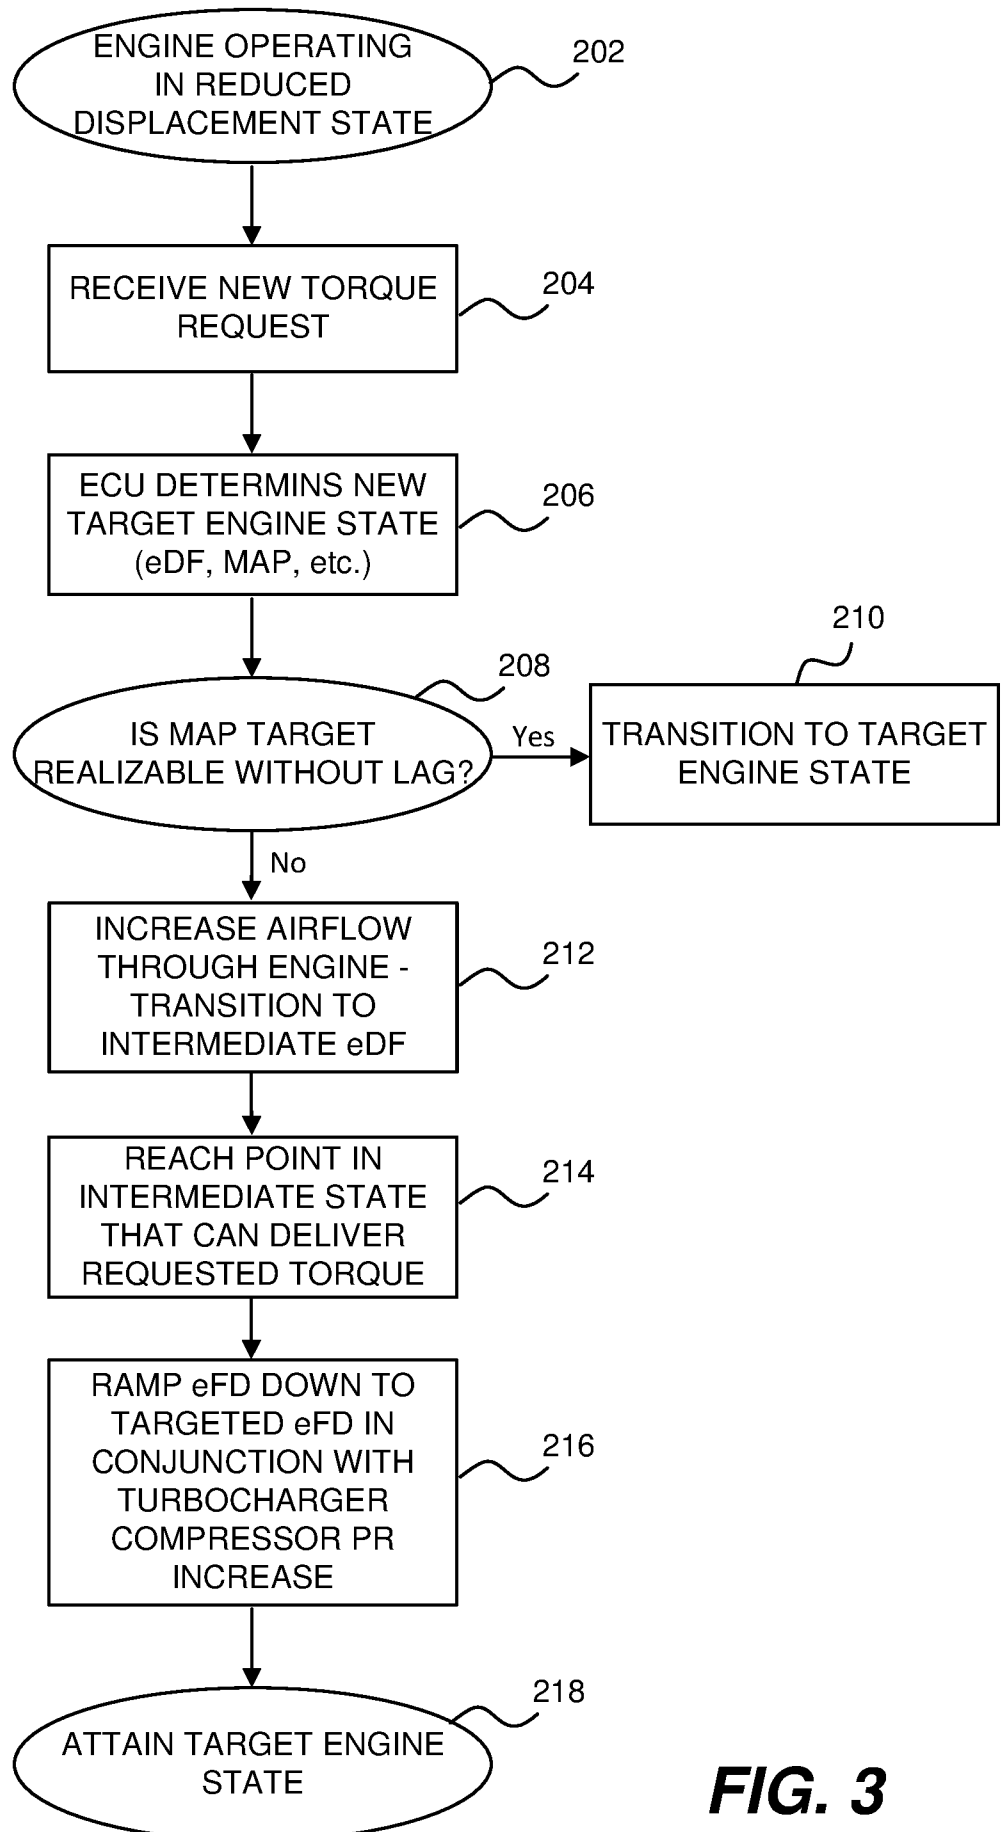 ENGINE OPERATING
IN REDUCED
DISPLACEMENT STATE
202
RECEIVE NEW TORQUE
REQUEST
204
ECU DETERMINS NEW
TARGET ENGINE STATE
(eDF, MAP, etc.)
206
IS MAP TARGET
REALIZABLE WITHOUT LAG?
208
Yes
TRANSITION TO TARGET
ENGINE STATE
210
No
INCREASE AIRFLOW
THROUGH ENGINE -
TRANSITION TO
INTERMEDIATE eDF
212
REACH POINT IN
INTERMEDIATE STATE
THAT CAN DELIVER
REQUESTED TORQUE
214
RAMP eFD DOWN TO
TARGETED eFD IN
CONJUNCTION WITH
TURBOCHARGER
COMPRESSOR PR
INCREASE
216
ATTAIN TARGET ENGINE
STATE
218
FIG. 3